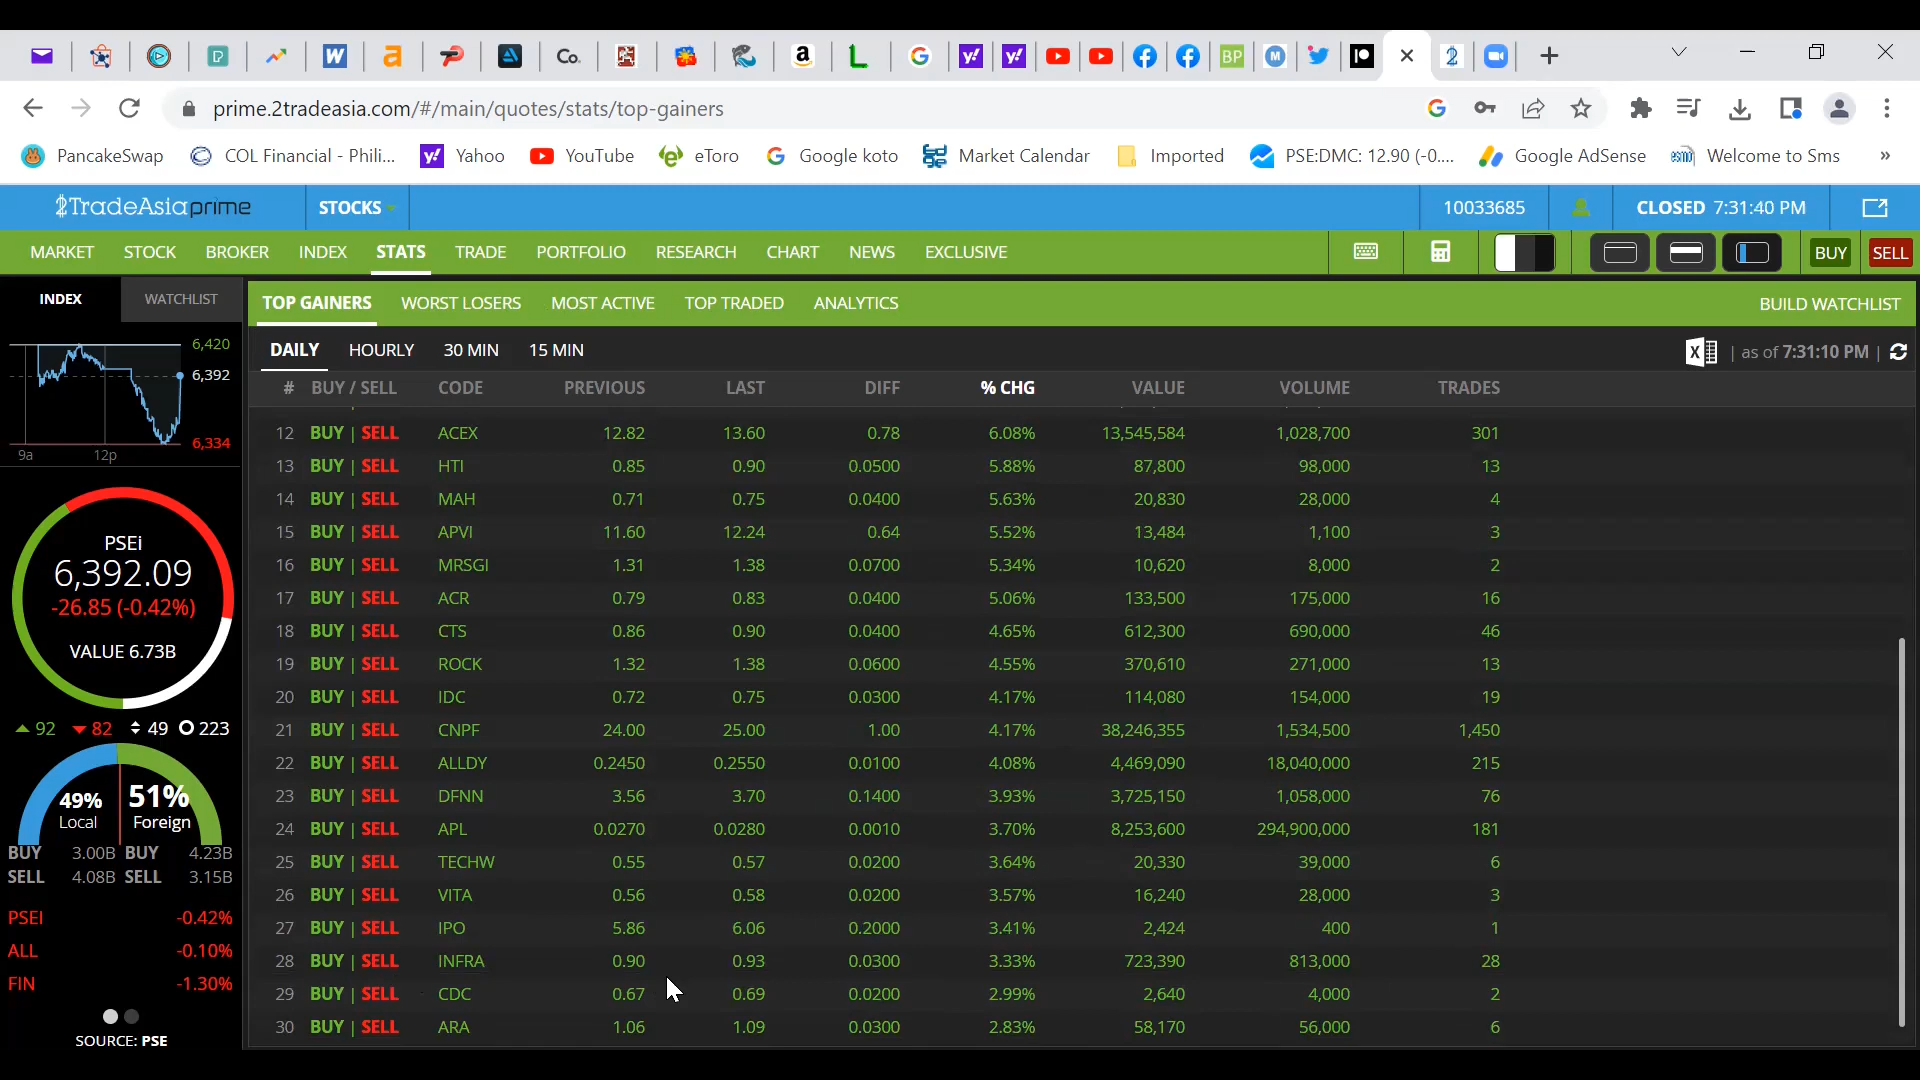 Co.
prime.2tradeasia.com/#/main/quotes/stats/top-gainers
PancakeSwap COL Financial - Phili... Yahoo YouTube eToro Google koto Market Calendar Imported PSE:DMC: 12.90 (-0.... Google AdSense Welcome to Sms »
2TradeAsiaprime STOCKS 10033685 CLOSED 7:31:40 PM
MARKET STOCK BROKER INDEX STATS TRADE PORTFOLIO RESEARCH CHART NEWS EXCLUSIVE BUY SELL
INDEX WATCHLIST
TOP GAINERS WORST LOSERS MOST ACTIVE TOP TRADED ANALYTICS BUILD WATCHLIST
DAILY HOURLY 30 MIN 15 MIN | as of 7:31:10 PM |
# BUY / SELL CODE PREVIOUS LAST DIFF % CHG VALUE VOLUME TRADES
12 BUY | SELL ACEX 12.82 13.60 0.78 6.08% 13,545,584 1,028,700 301
13 BUY | SELL HTI 0.85 0.90 0.0500 5.88% 87,800 98,000 13
14 BUY | SELL MAH 0.71 0.75 0.0400 5.63% 20,830 28,000 4
15 BUY | SELL APVI 11.60 12.24 0.64 5.52% 13,484 1,100 3
16 BUY | SELL MRSGI 1.31 1.38 0.0700 5.34% 10,620 8,000 2
17 BUY | SELL ACR 0.79 0.83 0.0400 5.06% 133,500 175,000 16
18 BUY | SELL CTS 0.86 0.90 0.0400 4.65% 612,300 690,000 46
19 BUY | SELL ROCK 1.32 1.38 0.0600 4.55% 370,610 271,000 13
20 BUY | SELL IDC 0.72 0.75 0.0300 4.17% 114,080 154,000 19
21 BUY | SELL CNPF 24.00 25.00 1.00 4.17% 38,246,355 1,534,500 1,450
22 BUY | SELL ALLDY 0.2450 0.2550 0.0100 4.08% 4,469,090 18,040,000 215
23 BUY | SELL DFNN 3.56 3.70 0.1400 3.93% 3,725,150 1,058,000 76
24 BUY | SELL APL 0.0270 0.0280 0.0010 3.70% 8,253,600 294,900,000 181
25 BUY | SELL TECHW 0.55 0.57 0.0200 3.64% 20,330 39,000 6
26 BUY | SELL VITA 0.56 0.58 0.0200 3.57% 16,240 28,000 3
27 BUY | SELL IPO 5.86 6.06 0.2000 3.41% 2,424 400 1
28 BUY | SELL INFRA 0.90 0.93 0.0300 3.33% 723,390 813,000 28
29 BUY | SELL CDC 0.67 0.69 0.0200 2.99% 2,640 4,000 2
30 BUY | SELL ARA 1.06 1.09 0.0300 2.83% 58,170 56,000 6
6,420
6,392
6,334
9a 12p
PSEi
6,392.09
-26.85 (-0.42%)
VALUE 6.73B
92 82 49 223
49% 51%
Local Foreign
BUY 3.00B BUY 4.23B
SELL 4.08B SELL 3.15B
PSEI -0.42%
ALL -0.10%
FIN -1.30%
SOURCE: PSE